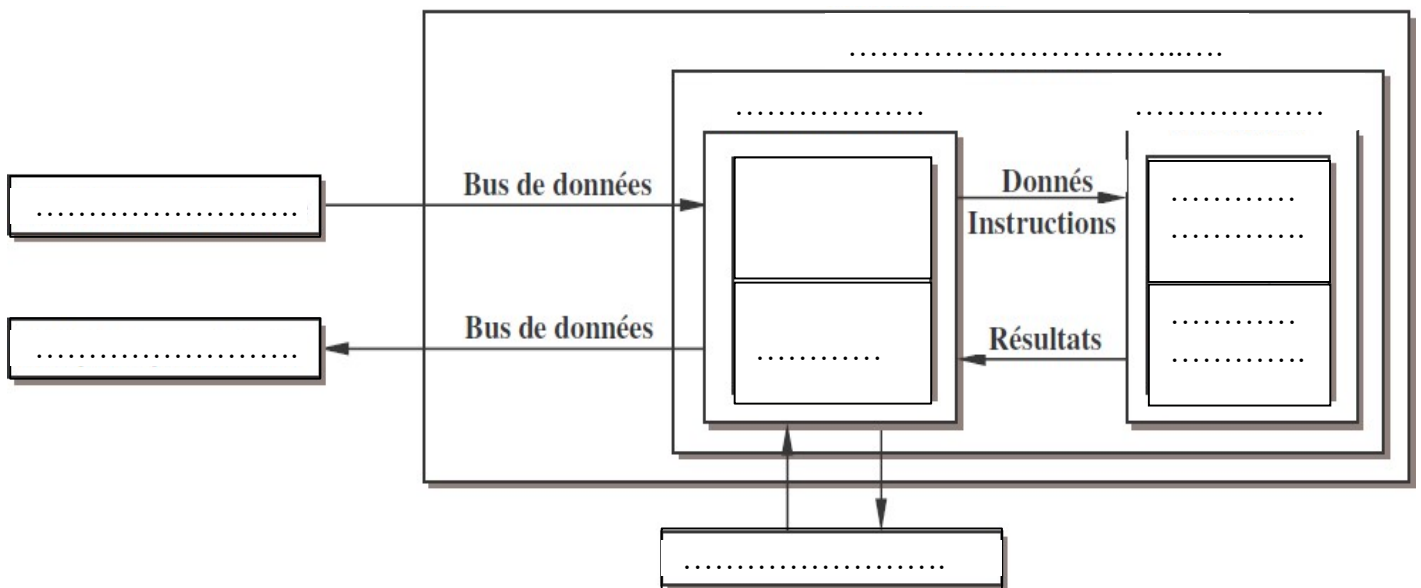 ……………………………..….
………………
………………
Bus de données
Donnés
Instructions
…………
………….
…………………….
…………………….
Bus de données
Résultats
…………
…………
………….
…………………….